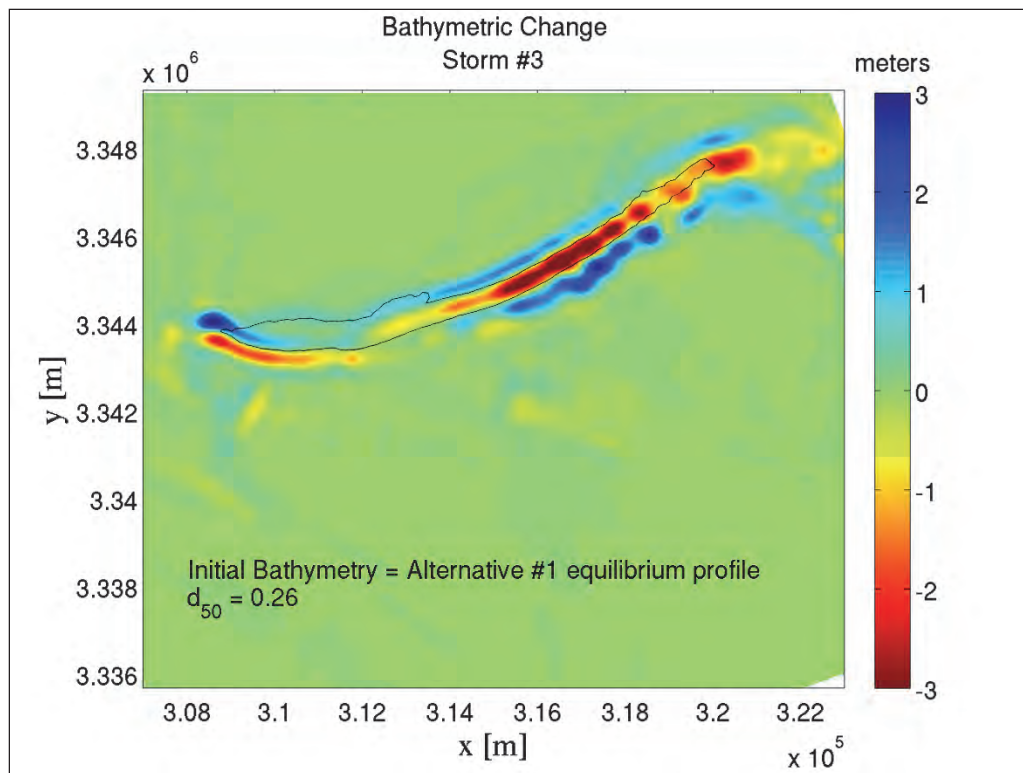 Bathymetric Change
Storm #3
x 10^6
meters
3.348
3.346
3.344
3.342
3.34
3.338
3.336
y [m]
3
2
1
0
-1
-2
-3
Initial Bathymetry = Alternative #1 equilibrium profile
d_50 = 0.26
3.08 3.1 3.12 3.14 3.16 3.18 3.2 3.22
x [m]
x 10^5